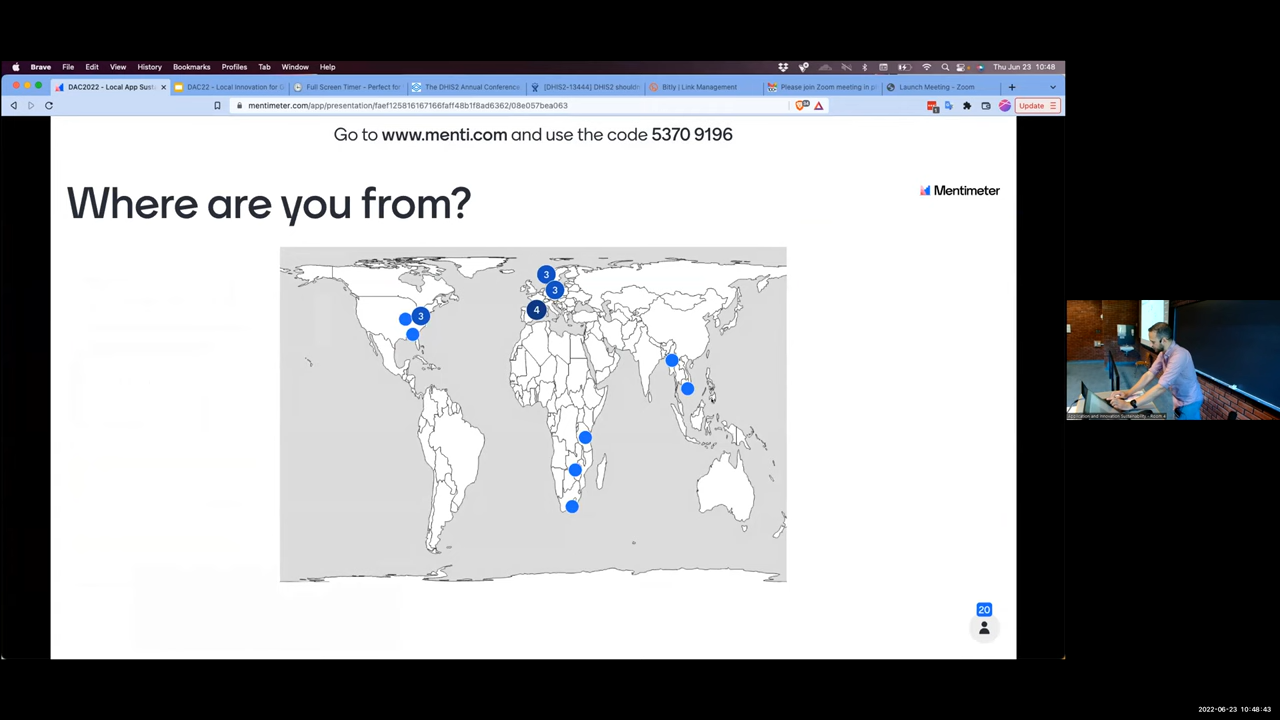 Brave File Edit View History Bookmarks Profiles Tab Window Help Thu Jun 23 10:48
DAC2022 - Local App Sust
DAC22 - Local Innovation for G
Full Screen Timer - Perfect for
The DHIS2 Annual Conference
[DHIS2-13444] DHIS2 should
Bitly | Link Management
Please join Zoom meeting in p
Launch Meeting - Zoom
mentimeter.com/app/presentation/faef125816167166faff48b1f8ad6362/08e057bea063
Update
Go to www.menti.com and use the code 5370 9196
Where are you from?
Mentimeter
3
3
4
3
20
2022-06-23 10:48:43